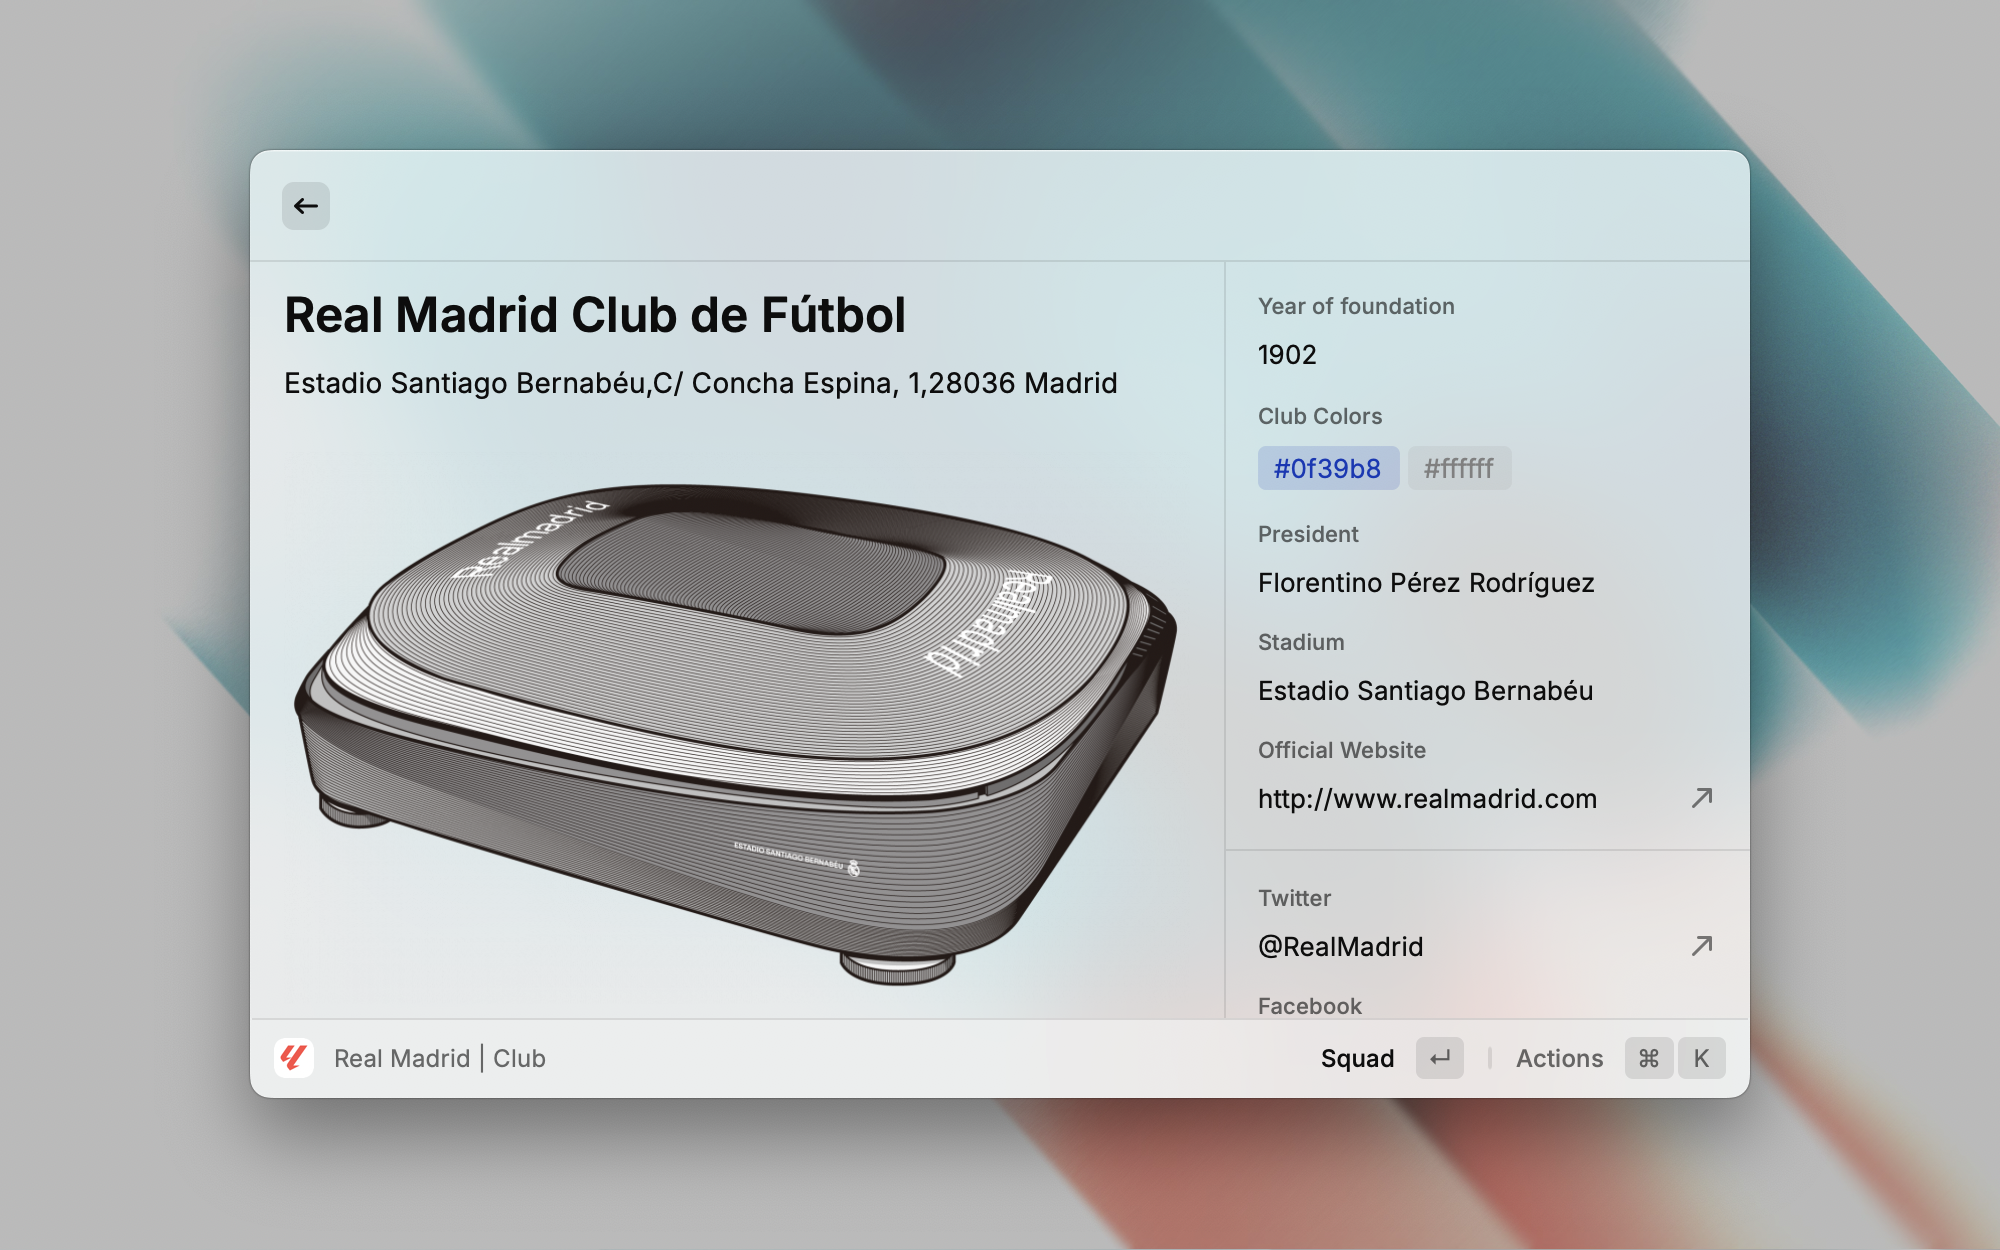 Real Madrid Club de Fútbol
Estadio Santiago Bernabéu,C/ Concha Espina, 1,28036 Madrid
Realmadrid
Realmadrid
ESTADIO SANTIAGO BERNABÉU
Year of foundation
1902
Club Colors
#0f39b8 #ffffff
President
Florentino Pérez Rodríguez
Stadium
Estadio Santiago Bernabéu
Official Website
http://www.realmadrid.com
Twitter
@RealMadrid
Facebook
Real Madrid | Club
Squad ↵ Actions ⌘ K